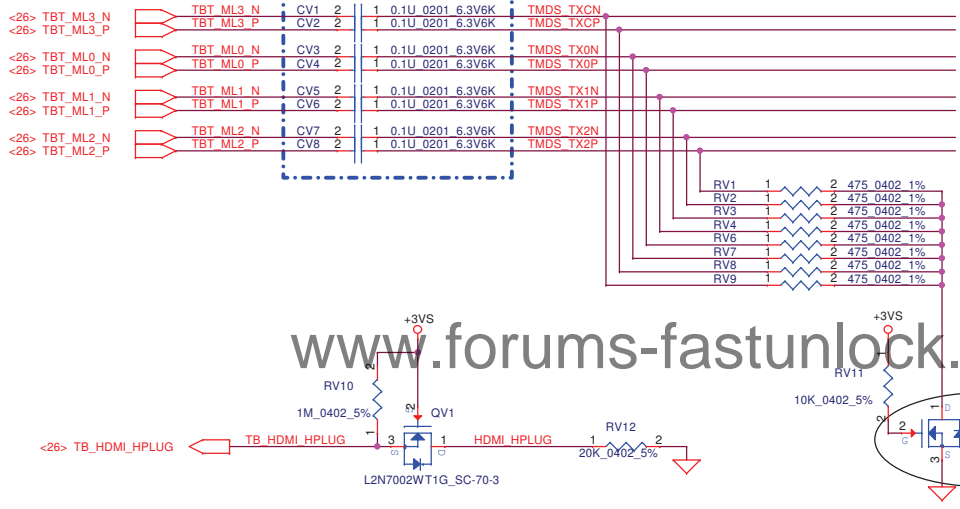 <26> TBT_ML3_N TBT_ML3_N CV1 2 1 0.1U_0201_6.3V6K TMDS_TXCN
<26> TBT_ML3_P TBT_ML3_P CV2 2 1 0.1U_0201_6.3V6K TMDS_TXCP
<26> TBT_ML0_N TBT_ML0_N CV3 2 1 0.1U_0201_6.3V6K TMDS_TX0N
<26> TBT_ML0_P TBT_ML0_P CV4 2 1 0.1U_0201_6.3V6K TMDS_TX0P
<26> TBT_ML1_N TBT_ML1_N CV5 2 1 0.1U_0201_6.3V6K TMDS_TX1N
<26> TBT_ML1_P TBT_ML1_P CV6 2 1 0.1U_0201_6.3V6K TMDS_TX1P
<26> TBT_ML2_N TBT_ML2_N CV7 2 1 0.1U_0201_6.3V6K TMDS_TX2N
<26> TBT_ML2_P TBT_ML2_P CV8 2 1 0.1U_0201_6.3V6K TMDS_TX2P
RV1 1 2 475_0402_1%
RV2 1 2 475_0402_1%
RV3 1 2 475_0402_1%
RV4 1 2 475_0402_1%
RV6 1 2 475_0402_1%
RV7 1 2 475_0402_1%
RV8 1 2 475_0402_1%
RV9 1 2 475_0402_1%
+3VS +3VS
www.forums-fastunlock.
2 1
RV10 RV11
1M_0402_5% 10K_0402_5%
1 2 G QV1 2 1 D
RV12
<26> TB_HDMI_HPLUG TB_HDMI_HPLUG 3 S D 1 HDMI_HPLUG 1 2 2 G S
20K_0402_5% 3
L2N7002WT1G_SC-70-3